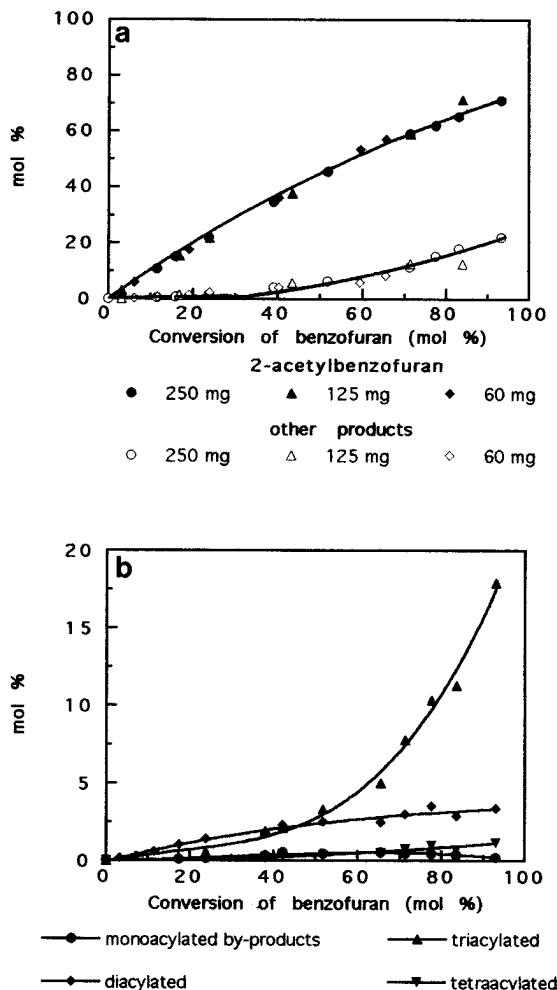 a
100
80
60
40
20
0
mol %
0 20 40 60 80 100
Conversion of benzofuran (mol %)
2-acetylbenzofuran
● 250 mg ▲ 125 mg ◆ 60 mg
other products
○ 250 mg △ 125 mg ◇ 60 mg
b
20
15
10
5
0
mol %
0 20 40 60 80 100
Conversion of benzofuran (mol %)
monoacylated by-products triacylated
diacylated tetraacylated